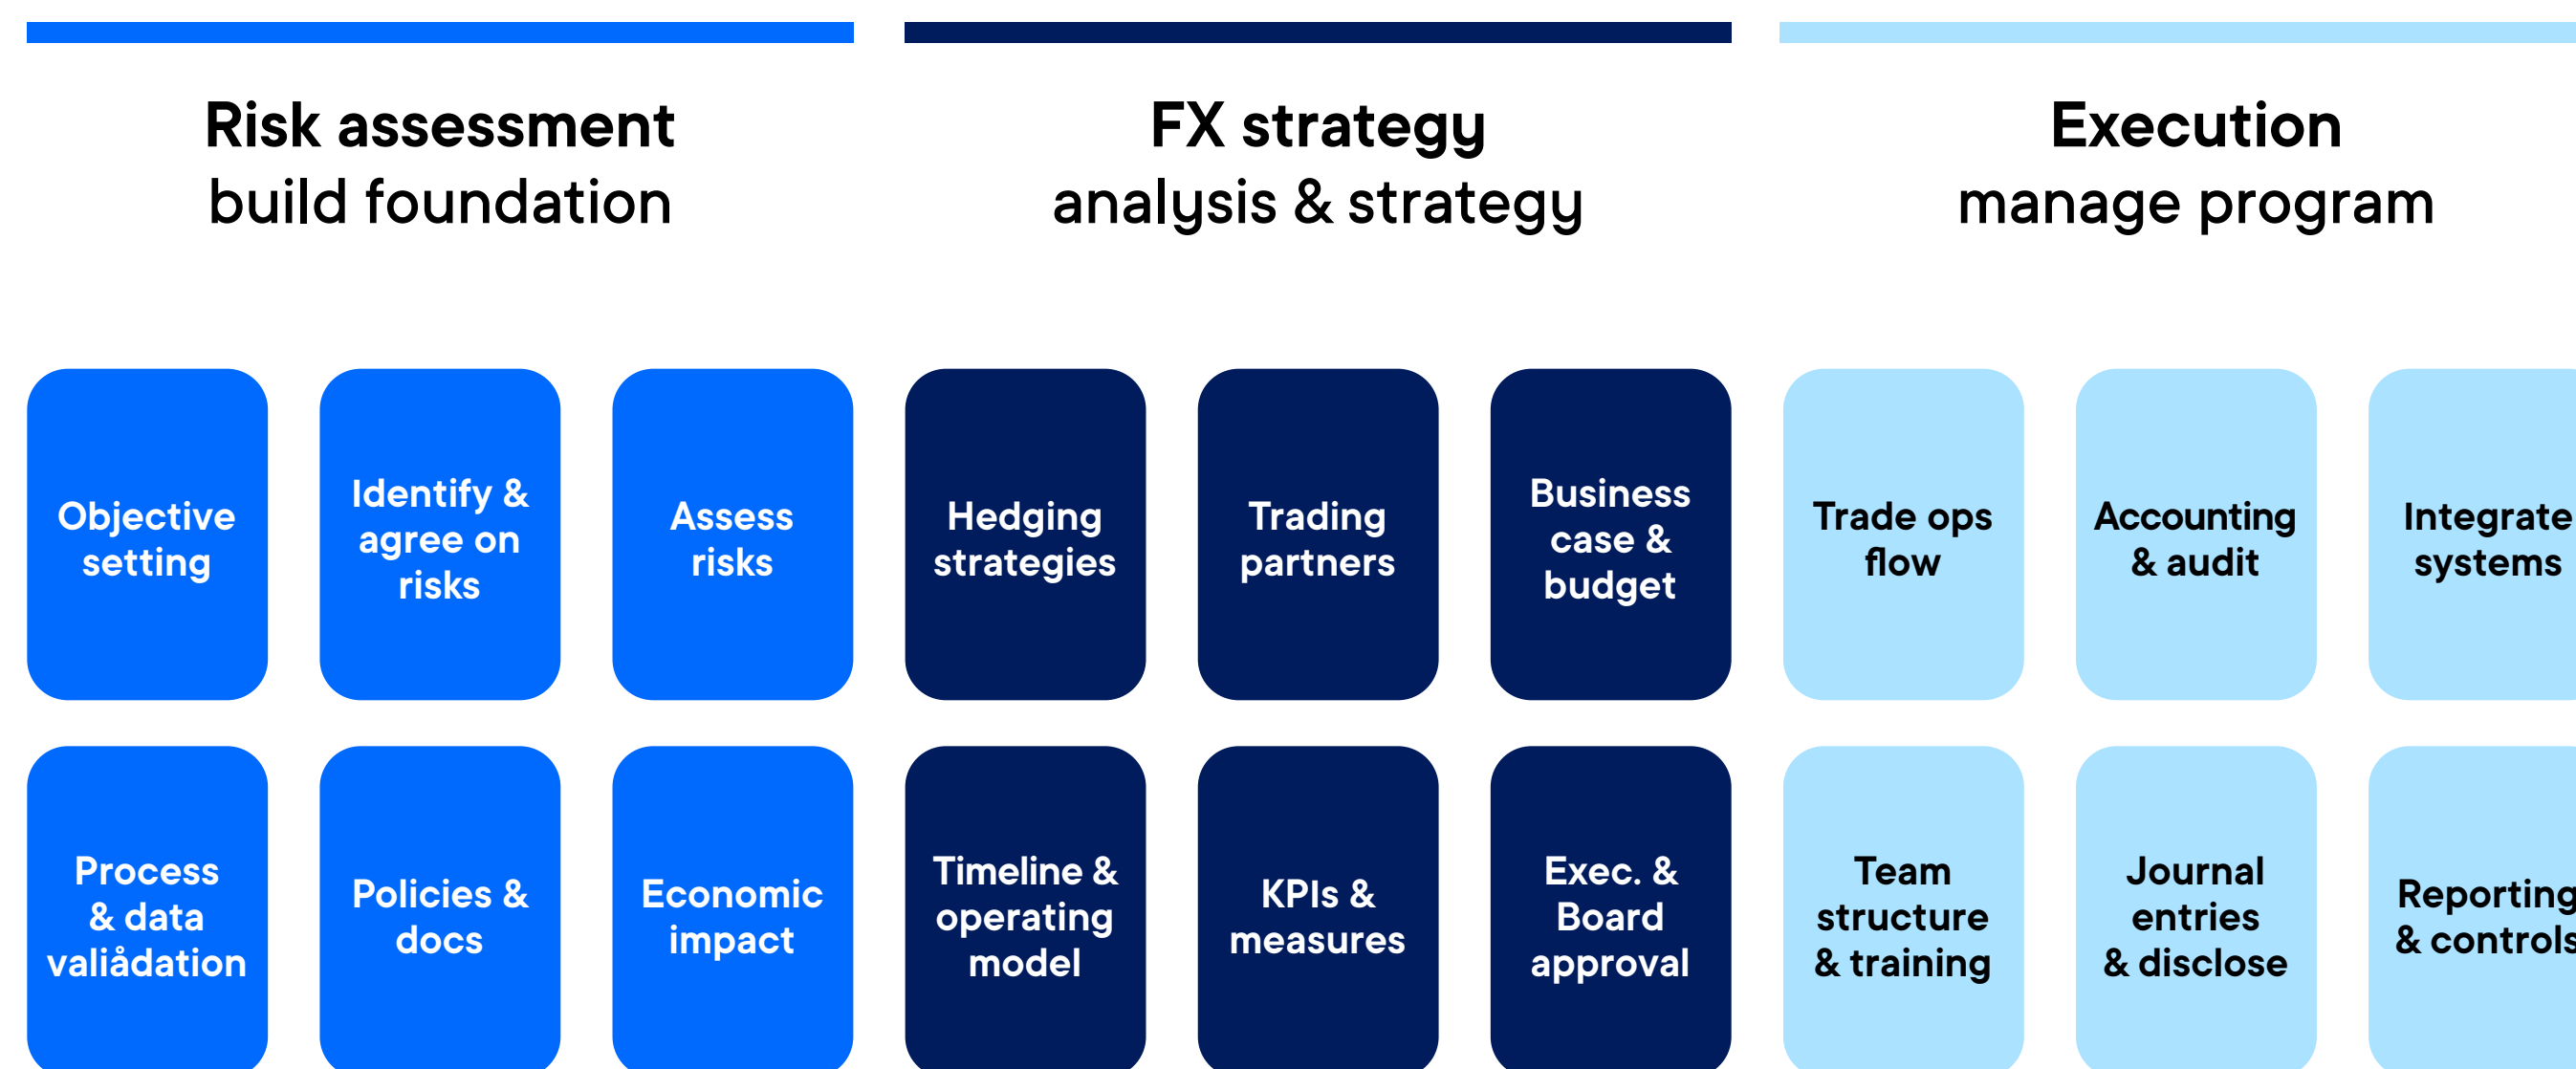 Risk assessment
build foundation
FX strategy
analysis & strategy
Execution
manage program
Objective
setting
Identify &
agree on
risks
Assess
risks
Hedging
strategies
Trading
partners
Business
case &
budget
Trade ops
flow
Accounting
& audit
Integrate
systems
Process
& data
valiådation
Policies &
docs
Economic
impact
Timeline &
operating
model
KPIs &
measures
Exec. &
Board
approval
Team
structure
& training
Journal
entries
& disclose
Reporting
& controls